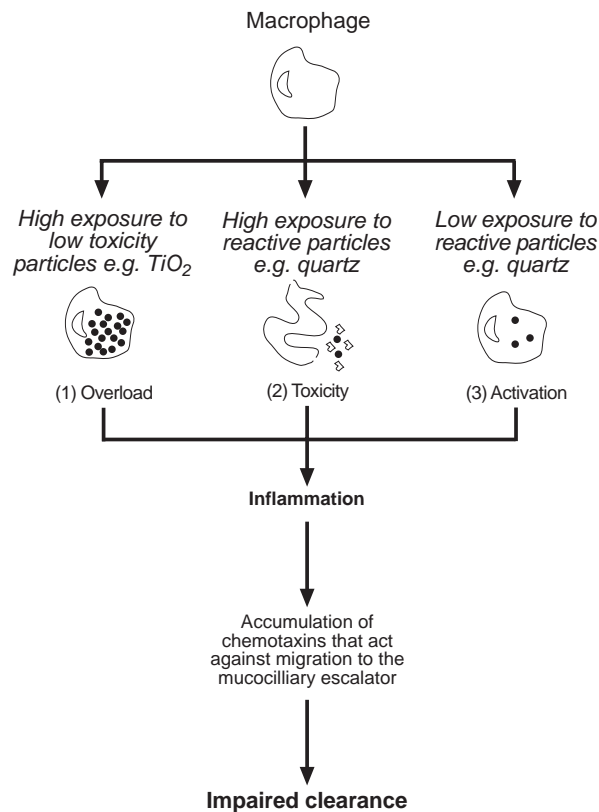 Macrophage
High exposure to
low toxicity
particles e.g. TiO2
High exposure to
reactive particles
e.g. quartz
Low exposure to
reactive particles
e.g. quartz
(1) Overload
(2) Toxicity
(3) Activation
Inflammation
Accumulation of
chemotaxins that act
against migration to the
mucocilliary escalator
Impaired clearance